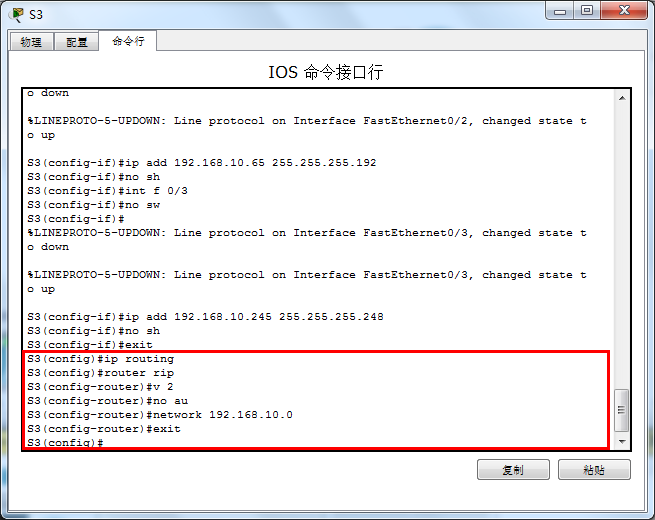 S3
物理 配置 命令行
IOS 命令接口行
o down
%LINEPROTO-5-UPDOWN: Line protocol on Interface FastEthernet0/2, changed state t
o up
S3(config-if)#ip add 192.168.10.65 255.255.255.192
S3(config-if)#no sh
S3(config-if)#int f 0/3
S3(config-if)#no sw
S3(config-if)#
%LINEPROTO-5-UPDOWN: Line protocol on Interface FastEthernet0/3, changed state t
o down
%LINEPROTO-5-UPDOWN: Line protocol on Interface FastEthernet0/3, changed state t
o up
S3(config-if)#ip add 192.168.10.245 255.255.255.248
S3(config-if)#no sh
S3(config-if)#exit
S3(config)#ip routing
S3(config)#router rip
S3(config-router)#v 2
S3(config-router)#no au
S3(config-router)#network 192.168.10.0
S3(config-router)#exit
S3(config)#
复制 粘贴